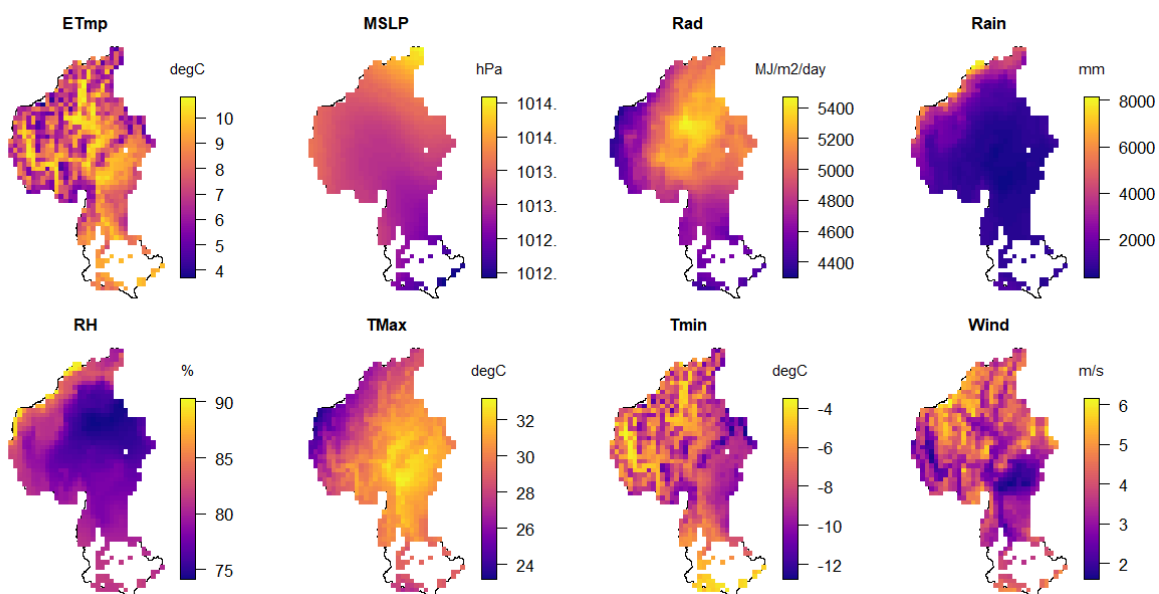 ETmp
degC
10
9
8
7
6
5
4
MSLP
hPa
1014.
1014.
1013.
1013.
1012.
1012.
Rad
MJ/m2/day
5400
5200
5000
4800
4600
4400
Rain
mm
8000
6000
4000
2000
RH
%
90
85
80
75
TMax
degC
32
30
28
26
24
Tmin
degC
-4
-6
-8
-10
-12
Wind
m/s
6
5
4
3
2